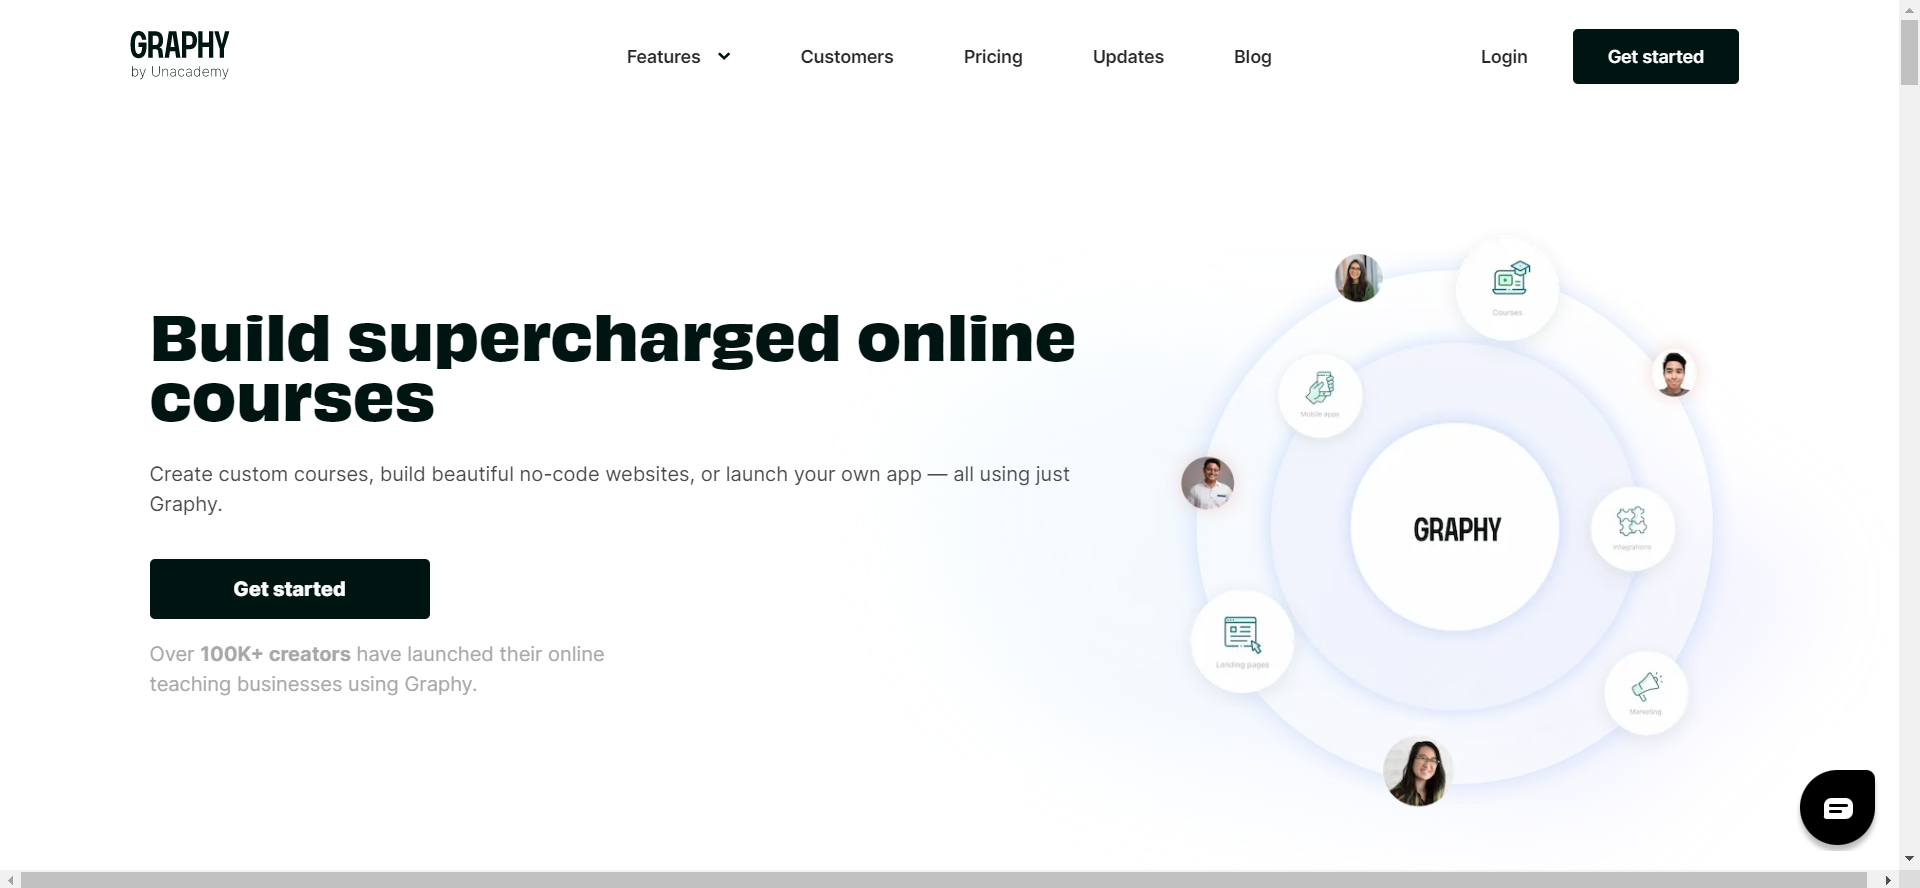 GRAPHY
by Unacademy
Features
Customers
Pricing
Updates
Blog
Login
Get started
Build supercharged online
courses
Create custom courses, build beautiful no-code websites, or launch your own app — all using just
Graphy.
Get started
Over 100K+ creators have launched their online
teaching businesses using Graphy.
Courses
Mobile apps
GRAPHY
Integrations
Landing pages
Marketing